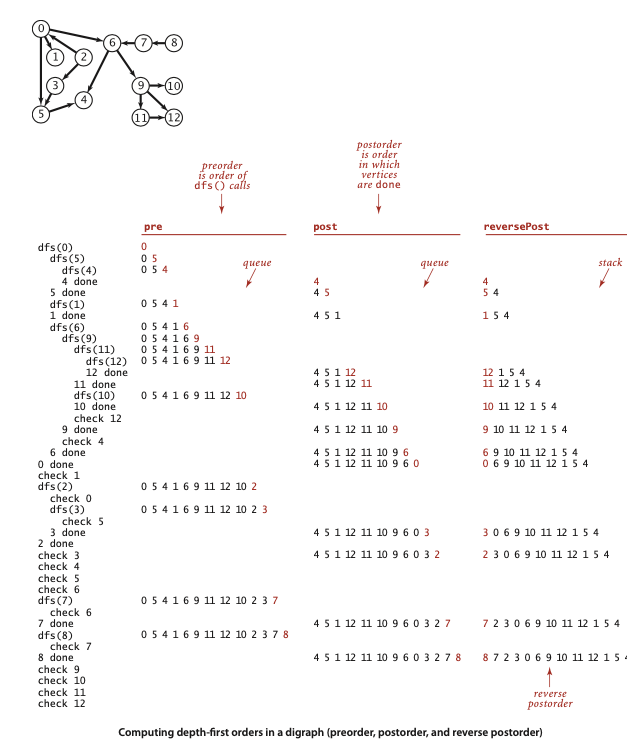 0
6
7
8
1
2
3
9
10
4
5
11
12
preorder
is order of
dfs() calls
postorder
is order
in which
vertices
are done
pre
post
reversePost
queue
queue
stack
dfs(0) 0
dfs(5) 0 5
dfs(4) 0 5 4
4 done 4 4
5 done 4 5 5 4
dfs(1) 0 5 4 1
1 done 4 5 1 1 5 4
dfs(6) 0 5 4 1 6
dfs(9) 0 5 4 1 6 9
dfs(11) 0 5 4 1 6 9 11
dfs(12) 0 5 4 1 6 9 11 12
12 done 4 5 1 12 12 1 5 4
11 done 4 5 1 12 11 11 12 1 5 4
dfs(10) 0 5 4 1 6 9 11 12 10
10 done 4 5 1 12 11 10 10 11 12 1 5 4
check 12
9 done 4 5 1 12 11 10 9 9 10 11 12 1 5 4
check 4
6 done 4 5 1 12 11 10 9 6 6 9 10 11 12 1 5 4
0 done 4 5 1 12 11 10 9 6 0 0 6 9 10 11 12 1 5 4
check 1
dfs(2) 0 5 4 1 6 9 11 12 10 2
check 0
dfs(3) 0 5 4 1 6 9 11 12 10 2 3
check 5
3 done 4 5 1 12 11 10 9 6 0 3 3 0 6 9 10 11 12 1 5 4
2 done
check 3 4 5 1 12 11 10 9 6 0 3 2 2 3 0 6 9 10 11 12 1 5 4
check 4
check 5
check 6
dfs(7) 0 5 4 1 6 9 11 12 10 2 3 7
check 6
7 done 4 5 1 12 11 10 9 6 0 3 2 7 7 2 3 0 6 9 10 11 12 1 5 4
dfs(8) 0 5 4 1 6 9 11 12 10 2 3 7 8
check 7
8 done 4 5 1 12 11 10 9 6 0 3 2 7 8 8 7 2 3 0 6 9 10 11 12 1 5 4
check 9
check 10
check 11
check 12
reverse
postorder
Computing depth-first orders in a digraph (preorder, postorder, and reverse postorder)